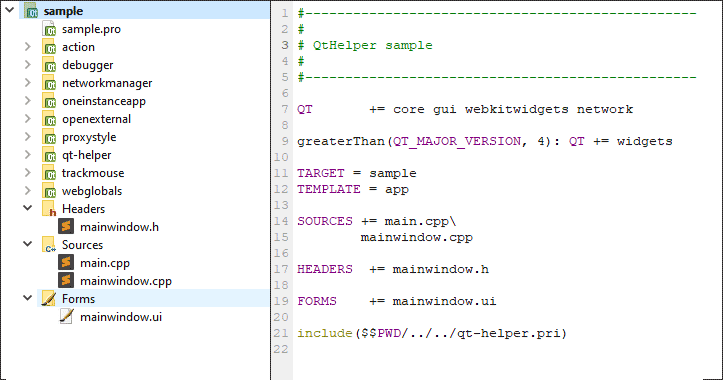 sample
sample.pro
action
debugger
networkmanager
oneinstanceapp
openexternal
proxystyle
qt-helper
trackmouse
webglobals
Headers
mainwindow.h
Sources
main.cpp
mainwindow.cpp
Forms
mainwindow.ui
1 #-------------------------------------------------
2 #
3 # QtHelper sample
4 #
5 #-------------------------------------------------
6
7 QT       += core gui webkitwidgets network
8
9 greaterThan(QT_MAJOR_VERSION, 4): QT += widgets
10
11 TARGET = sample
12 TEMPLATE = app
13
14 SOURCES += main.cpp\
15         mainwindow.cpp
16
17 HEADERS  += mainwindow.h
18
19 FORMS    += mainwindow.ui
20
21 include($$PWD/../../qt-helper.pri)
22